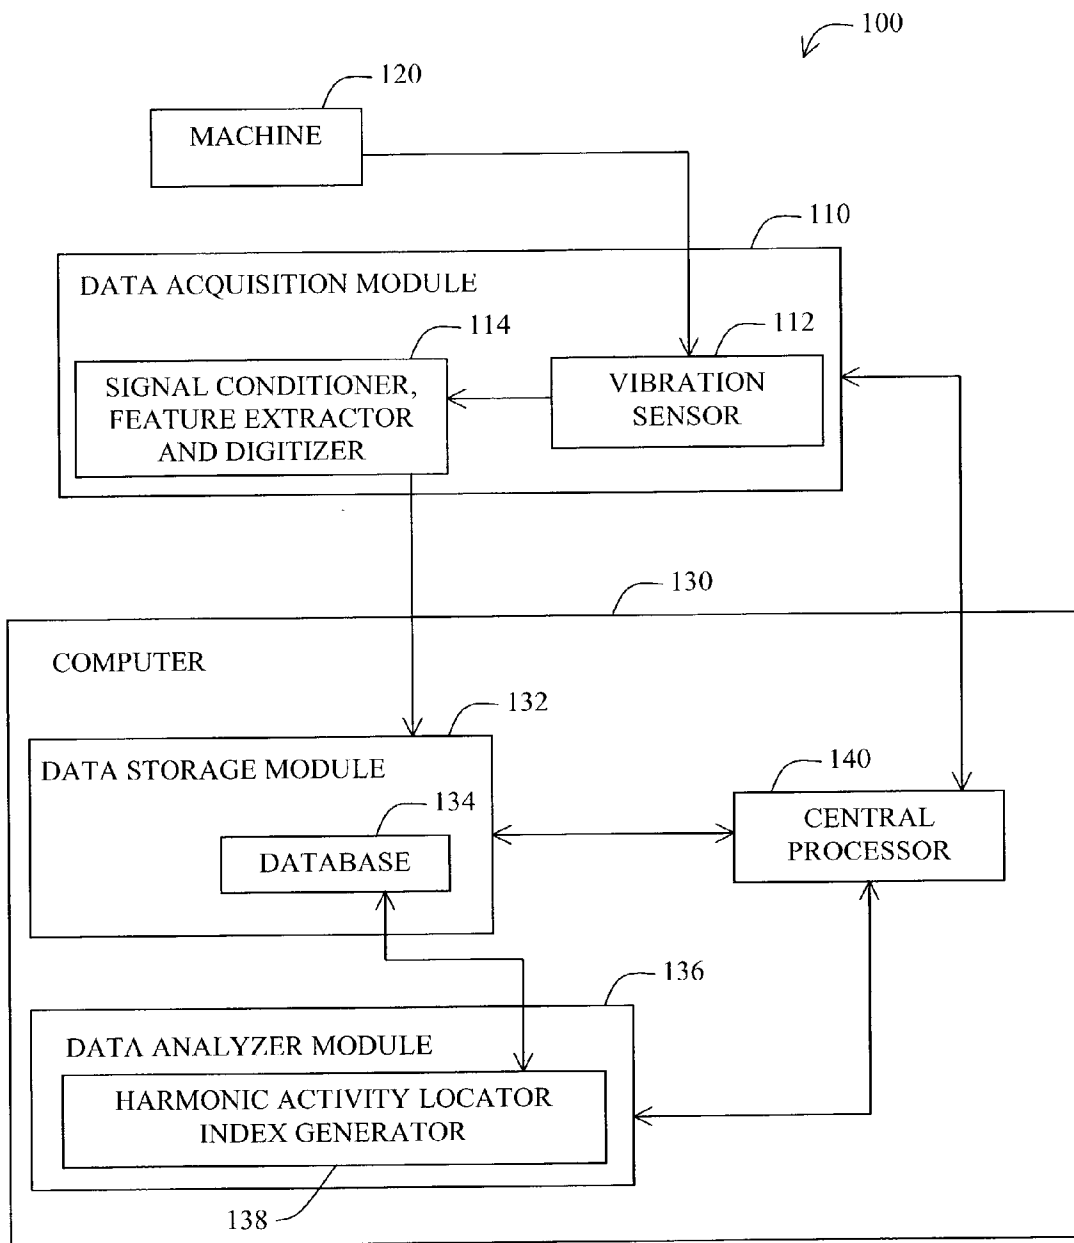 100
120
MACHINE
110
DATA ACQUISITION MODULE
114
112
SIGNAL CONDITIONER,
FEATURE EXTRACTOR
AND DIGITIZER
VIBRATION
SENSOR
130
COMPUTER
132
DATA STORAGE MODULE
134
DATABASE
140
CENTRAL
PROCESSOR
136
DATA ANALYZER MODULE
HARMONIC ACTIVITY LOCATOR
INDEX GENERATOR
138